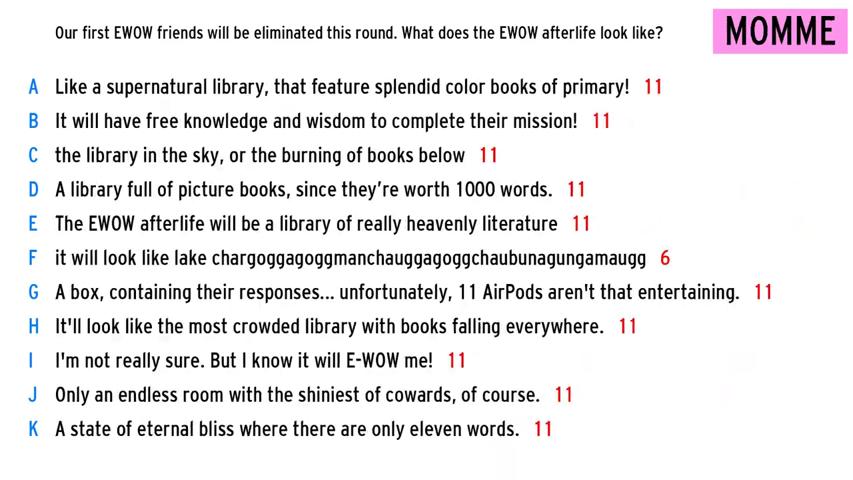 Our first EWOW friends will be eliminated this round. What does the EWOW afterlife look like?
MOMME
A Like a supernatural library, that feature splendid color books of primary! 11
B It will have free knowledge and wisdom to complete their mission! 11
C the library in the sky, or the burning of books below 11
D A library full of picture books, since they're worth 1000 words. 11
E The EWOW afterlife will be a library of really heavenly literature 11
F it will look like lake chargoggagoggmanchauggagoggchaubunagungamaugg 6
G A box, containing their responses... unfortunately, 11 AirPods aren't that entertaining. 11
H It'll look like the most crowded library with books falling everywhere. 11
I I'm not really sure. But I know it will E-WOW me! 11
J Only an endless room with the shiniest of cowards, of course. 11
K A state of eternal bliss where there are only eleven words. 11